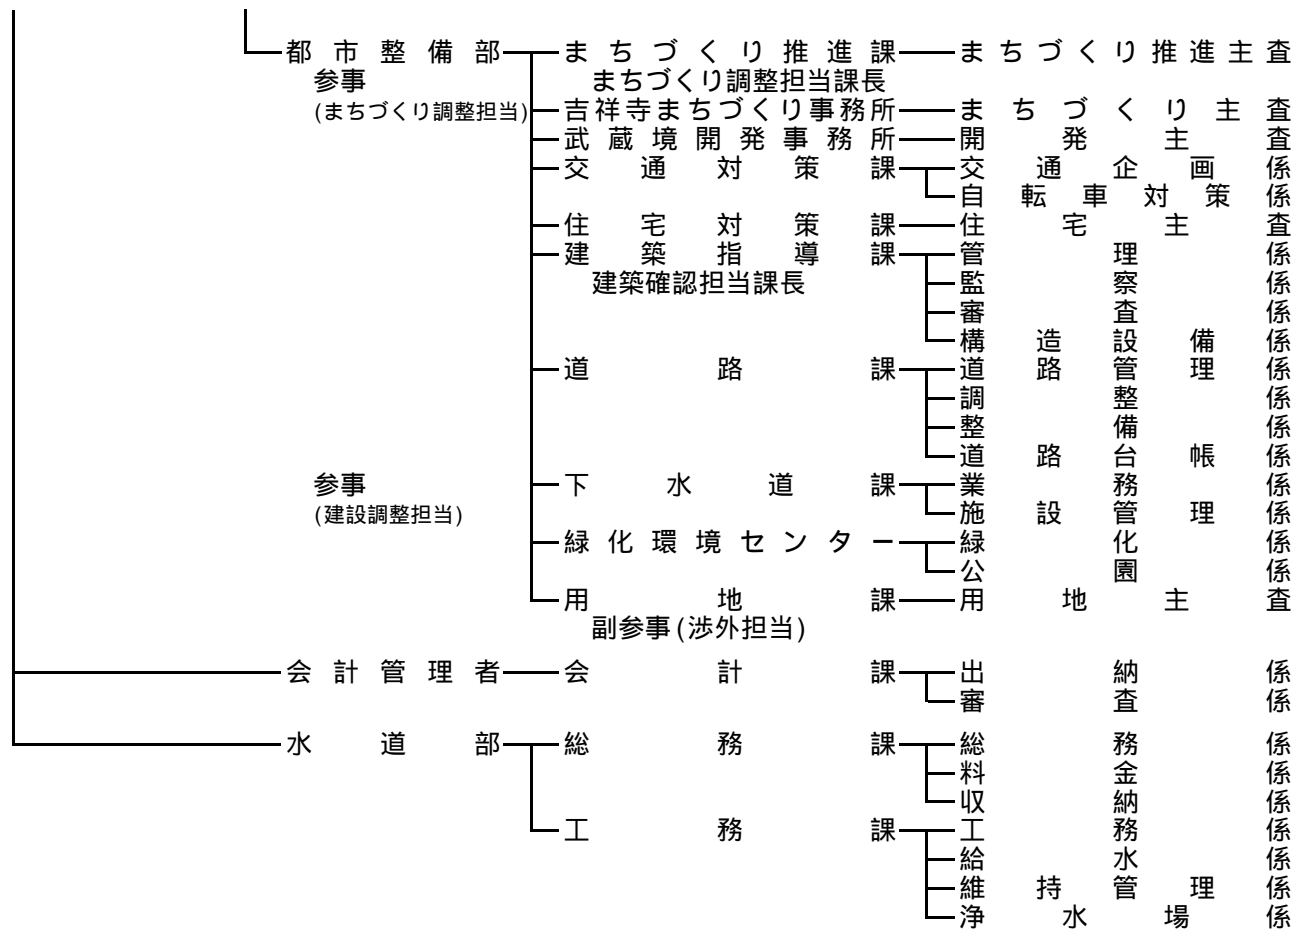 都市整備部 まちづくり推進課 まちづくり推進主査
参事 まちづくり調整担当課長
(まちづくり調整担当) 吉祥寺まちづくり事務所 まちづくり主査
武蔵境開発事務所 開発主査
交通対策課 交通企画係
自転車対策係
住宅対策課 住宅主査
建築指導課 管理係
建築確認担当課長 監察係
審査係
構造設備係
道路課 道路管理係
調整係
整備係
道路台帳係
参事 下水道課 業務係
(建設調整担当) 施設管理係
緑化環境センター 緑化係
公園係
用地課 用地主査
副参事(渉外担当)
会計管理者 会計課 出納係
審査係
水道部 総務課 総務係
料金係
収納係
工務課 工務係
給水係
維持管理係
浄水場係